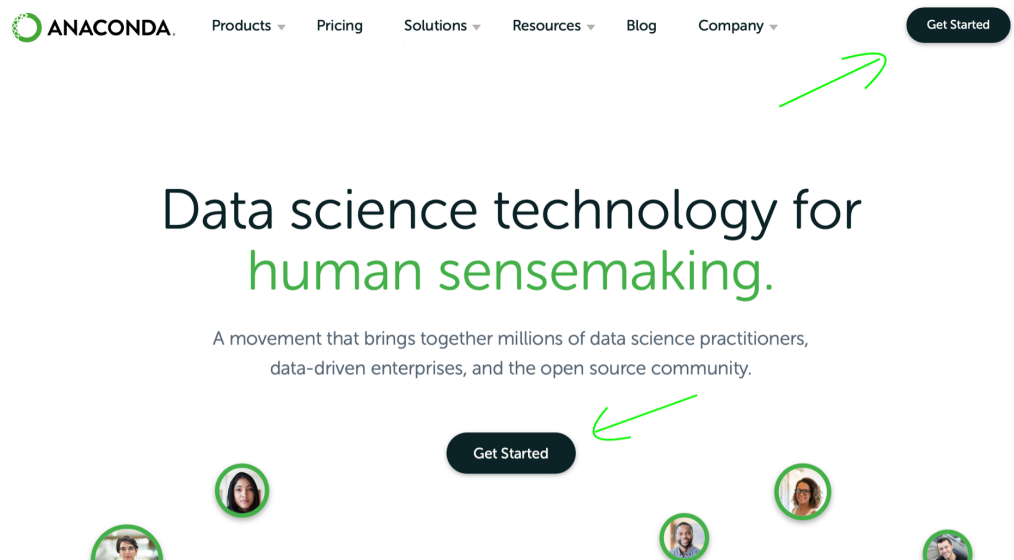 ANACONDA.
Products Pricing Solutions Resources Blog Company Get Started
Data science technology for
human sensemaking.
A movement that brings together millions of data science practitioners,
data-driven enterprises, and the open source community.
Get Started